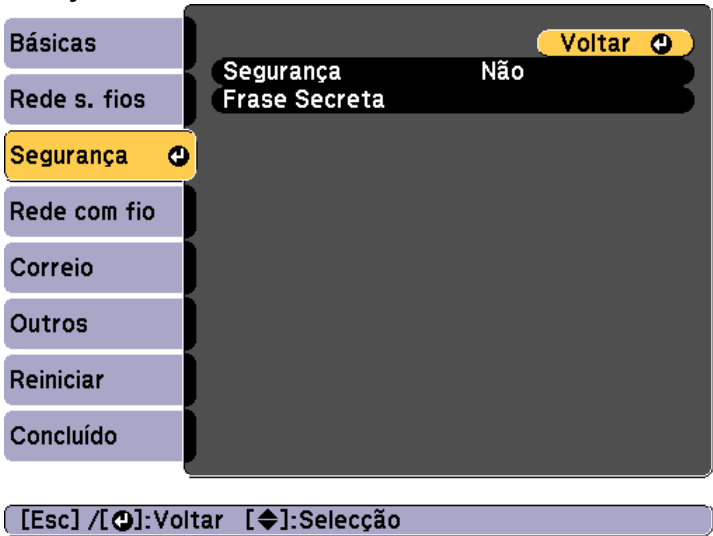 Básicas
Rede s. fios
Segurança
Rede com fio
Correio
Outros
Reiniciar
Concluído
Voltar
Segurança Não
Frase Secreta
[Esc] /[ ]:Voltar [ ]:Selecção